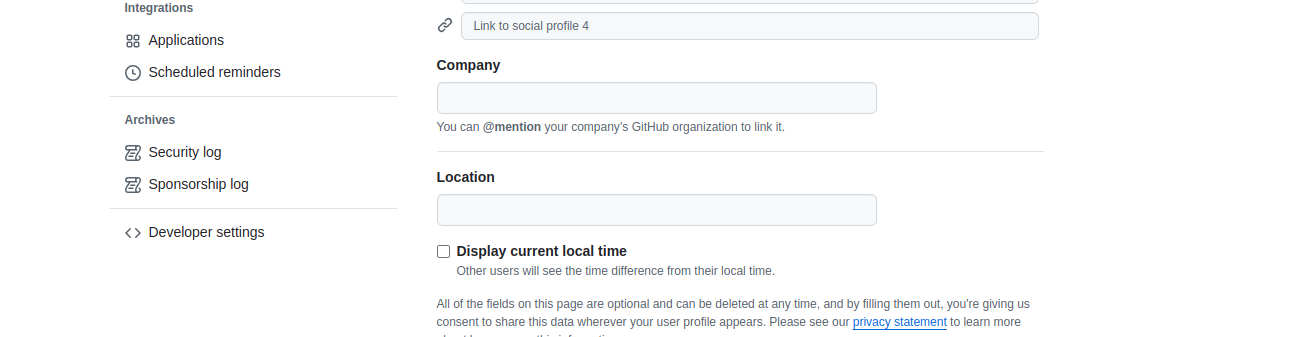 Integrations
Applications
Scheduled reminders
Archives
Security log
Sponsorship log
Developer settings
Link to social profile 4
Company
You can @mention your company's GitHub organization to link it.
Location
Display current local time
Other users will see the time difference from their local time.
All of the fields on this page are optional and can be deleted at any time, and by filling them out, you're giving us
consent to share this data wherever your user profile appears. Please see our privacy statement to learn more